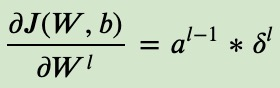 ∂J(W, b) / ∂W^l = a^{l−1} ∗ δ^l